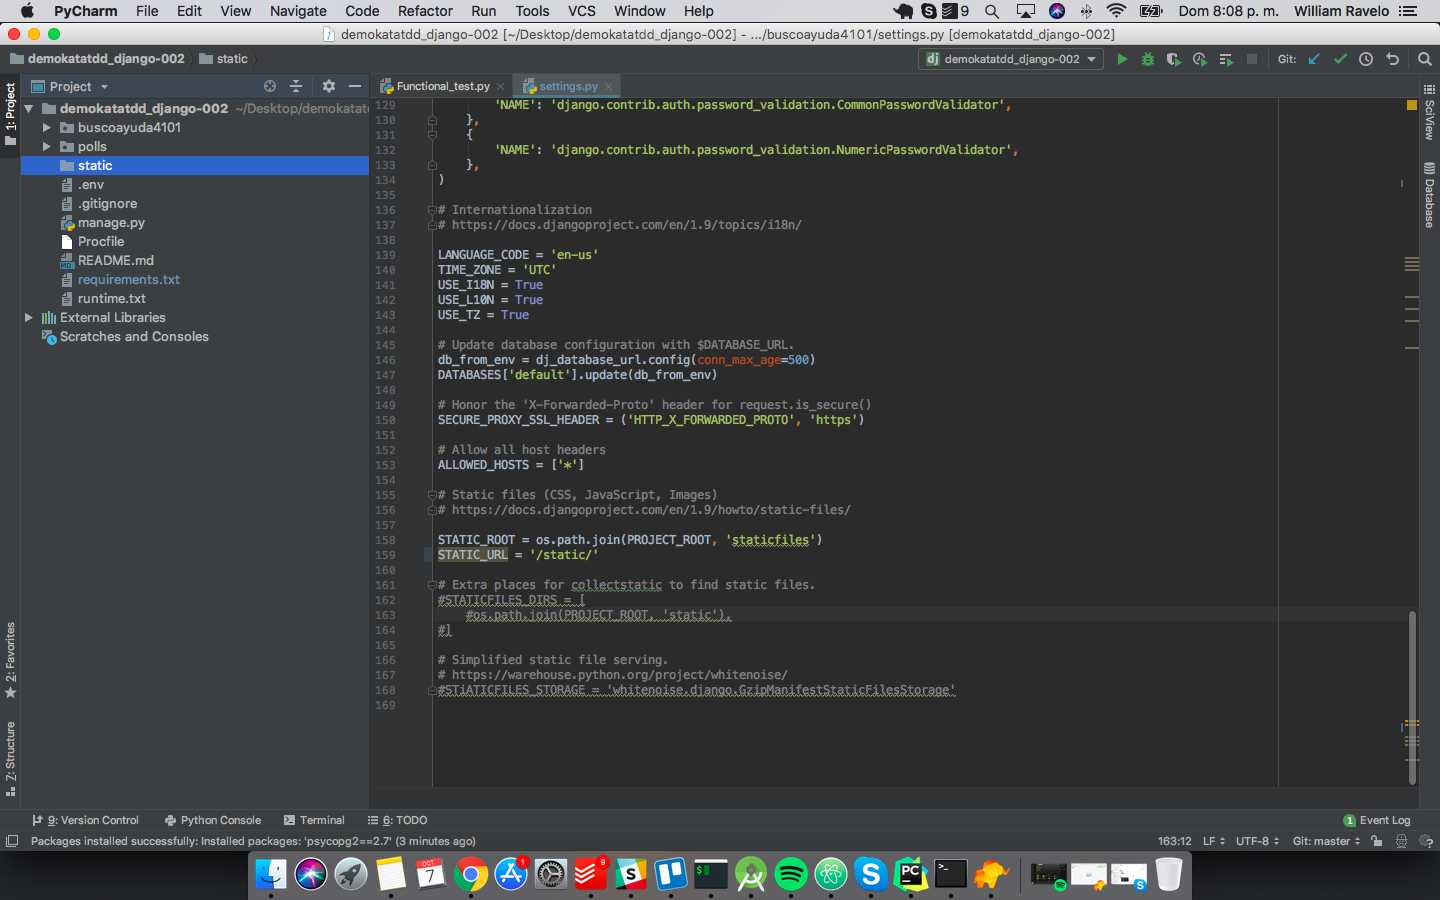 PyCharm File Edit View Navigate Code Refactor Run Tools VCS Window Help 9 Dom 8:08 p. m. William Ravelo
demokatatdd_django-002 [~/Desktop/demokatatdd_django-002] - .../buscoayuda4101/settings.py [demokatatdd_django-002]
demokatatdd_django-002 static
demokatatdd_django-002 Git:
Project
Functional_test.py settings.py
1: Project
demokatatdd_django-002 ~/Desktop/demokatatdd
buscoayuda4101
polls
static
.env
.gitignore
manage.py
Procfile
README.md
requirements.txt
runtime.txt
External Libraries
Scratches and Consoles
2: Favorites
7: Structure
129 'NAME': 'django.contrib.auth.password_validation.CommonPasswordValidator',
130 },
131 {
132 'NAME': 'django.contrib.auth.password_validation.NumericPasswordValidator',
133 },
134 )
135
136 # Internationalization
137 # https://docs.djangoproject.com/en/1.9/topics/i18n/
138
139 LANGUAGE_CODE = 'en-us'
140 TIME_ZONE = 'UTC'
141 USE_I18N = True
142 USE_L10N = True
143 USE_TZ = True
144
145 # Update database configuration with $DATABASE_URL.
146 db_from_env = dj_database_url.config(conn_max_age=500)
147 DATABASES['default'].update(db_from_env)
148
149 # Honor the 'X-Forwarded-Proto' header for request.is_secure()
150 SECURE_PROXY_SSL_HEADER = ('HTTP_X_FORWARDED_PROTO', 'https')
151
152 # Allow all host headers
153 ALLOWED_HOSTS = ['*']
154
155 # Static files (CSS, JavaScript, Images)
156 # https://docs.djangoproject.com/en/1.9/howto/static-files/
157
158 STATIC_ROOT = os.path.join(PROJECT_ROOT, 'staticfiles')
159 STATIC_URL = '/static/'
160
161 # Extra places for collectstatic to find static files.
162 #STATICFILES_DIRS = [
163 #os.path.join(PROJECT_ROOT, 'static'),
164 #]
165
166 # Simplified static file serving.
167 # https://warehouse.python.org/project/whitenoise/
168 #STiATICFILES_STORAGE = 'whitenoise.django.GzipManifestStaticFilesStorage'
169
SciView
Database
9: Version Control Python Console Terminal 6: TODO 1 Event Log
Packages installed successfully: Installed packages: 'psycopg2==2.7' (3 minutes ago) 163:12 LF UTF-8 Git: master
OCT 7 1 9 S $ S PC >_